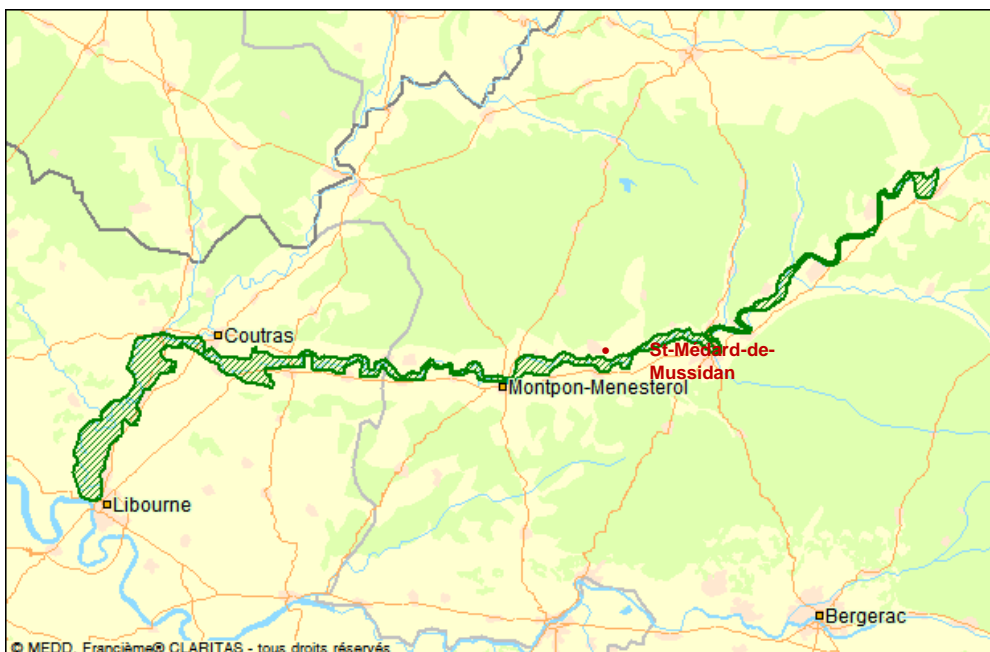 Coutras
St-Médard-de-
Mussidan
Montpon-Menesterol
Libourne
Bergerac
© MEDD, Francième® CLARITAS - tous droits réservés